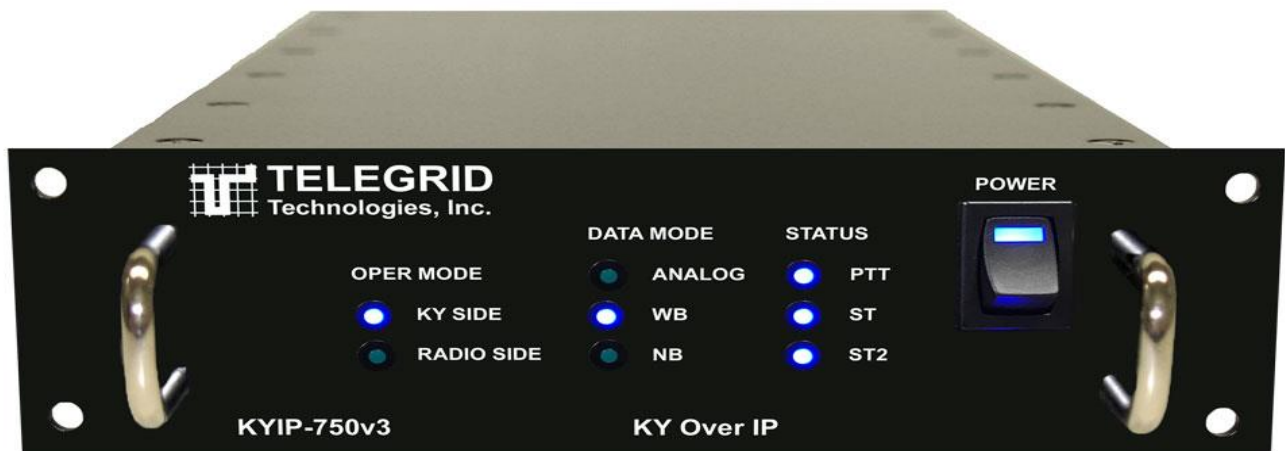 TELEGRID
Technologies, Inc.
POWER
DATA MODE
STATUS
OPER MODE
ANALOG
PTT
KY SIDE
WB
ST
RADIO SIDE
NB
ST2
KYIP-750v3
KY Over IP